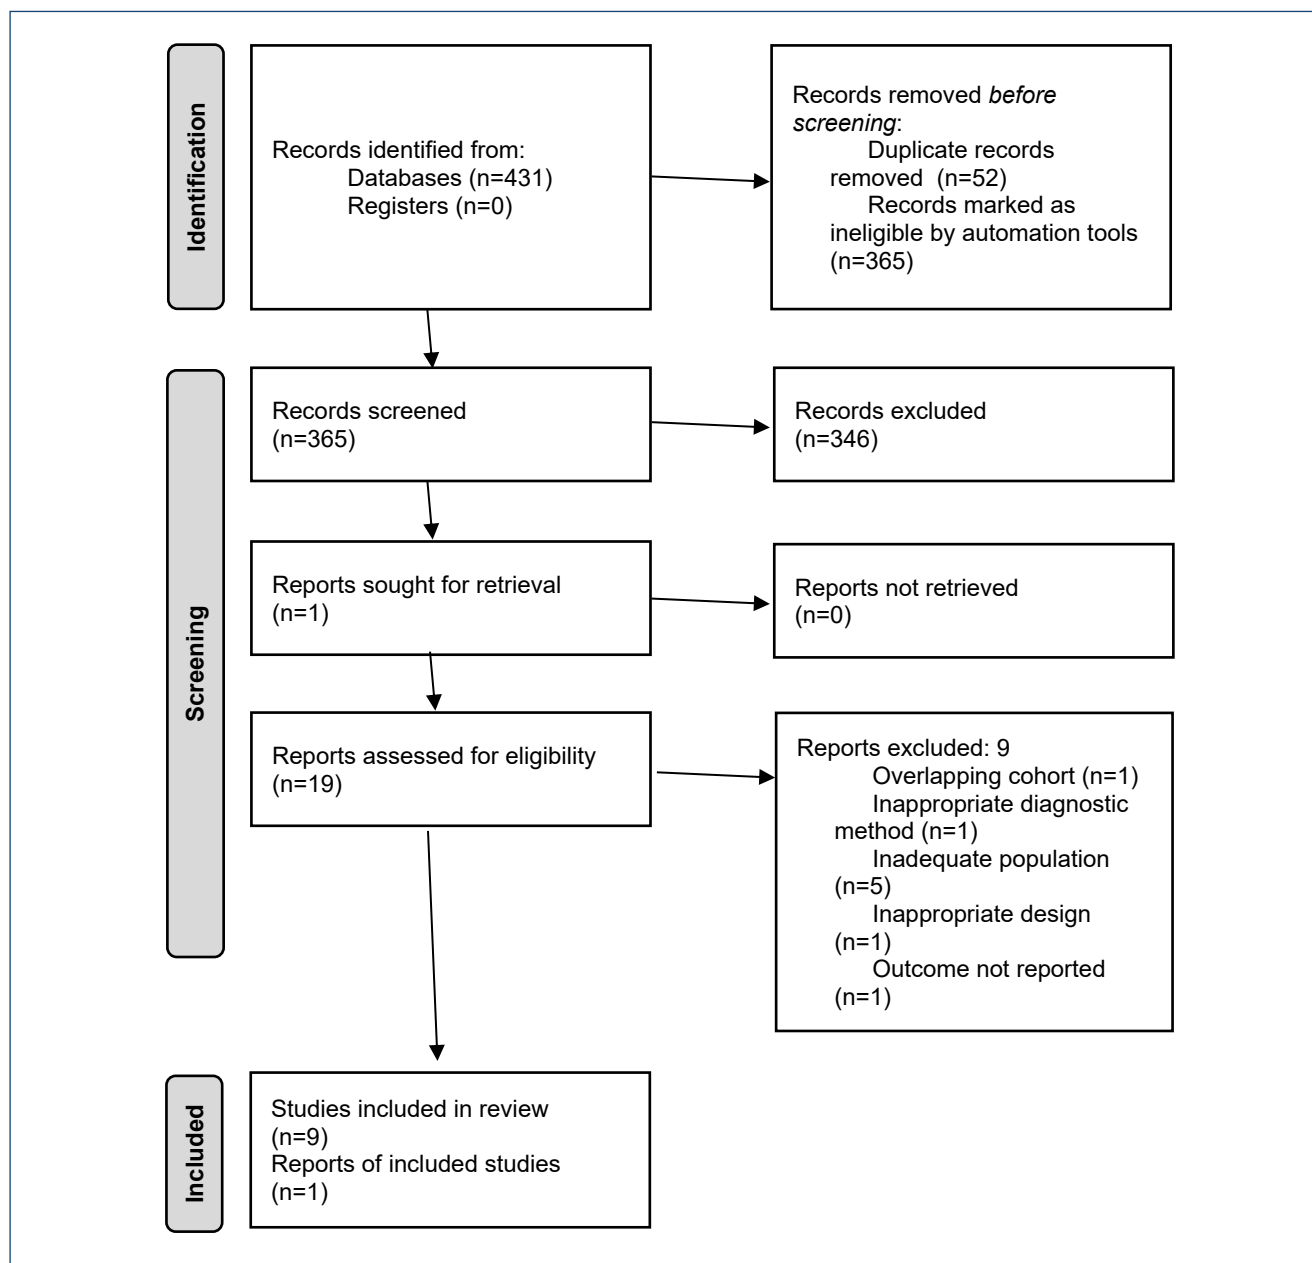 Identification
Records identified from:
Databases (n=431)
Registers (n=0)
Records removed before
screening:
Duplicate records
removed (n=52)
Records marked as
ineligible by automation tools
(n=365)
Screening
Records screened
(n=365)
Records excluded
(n=346)
Reports sought for retrieval
(n=1)
Reports not retrieved
(n=0)
Reports assessed for eligibility
(n=19)
Reports excluded: 9
Overlapping cohort (n=1)
Inappropriate diagnostic
method (n=1)
Inadequate population
(n=5)
Inappropriate design
(n=1)
Outcome not reported
(n=1)
Included
Studies included in review
(n=9)
Reports of included studies
(n=1)